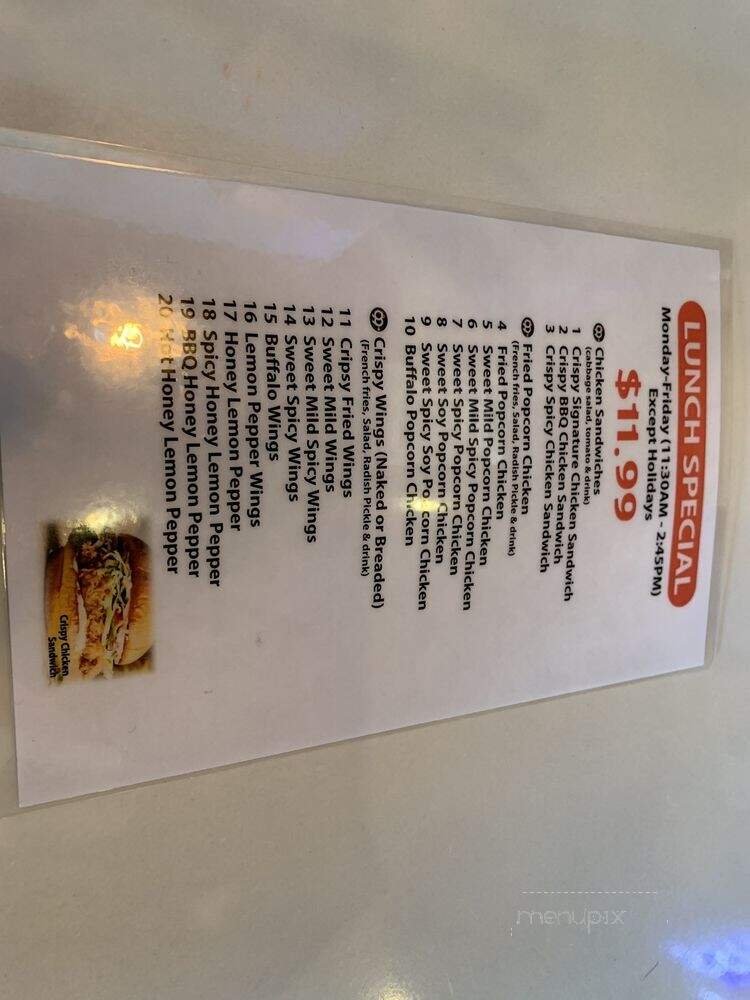 LUNCH SPECIAL
Monday-Friday (11:30AM - 2:45PM)
Except Holidays
$11.99
Chicken Sandwiches
(cabbage salad, tomato & drink)
1 Crispy Signature Chicken Sandwich
2 Crispy BBQ Chicken Sandwich
3 Crispy Spicy Chicken Sandwich
Fried Popcorn Chicken
(French fries, Salad, Radish Pickle & drink)
4 Fried Popcorn Chicken
5 Sweet Mild Popcorn Chicken
6 Sweet Mild Spicy Popcorn Chicken
7 Sweet Spicy Popcorn Chicken
8 Sweet Soy Popcorn Chicken
9 Sweet Spicy Soy Popcorn Chicken
10 Buffalo Popcorn Chicken
Crispy Wings (Naked or Breaded)
(French fries, Salad, Radish Pickle & drink)
11 Cripsy Fried Wings
12 Sweet Mild Wings
13 Sweet Mild Spicy Wings
14 Sweet Spicy Wings
15 Buffalo Wings
16 Lemon Pepper Wings
17 Honey Lemon Pepper
18 Spicy Honey Lemon Pepper
19 BBQ Honey Lemon Pepper
20 Hot Honey Lemon Pepper
Crispy Chicken
Sandwich
menupix